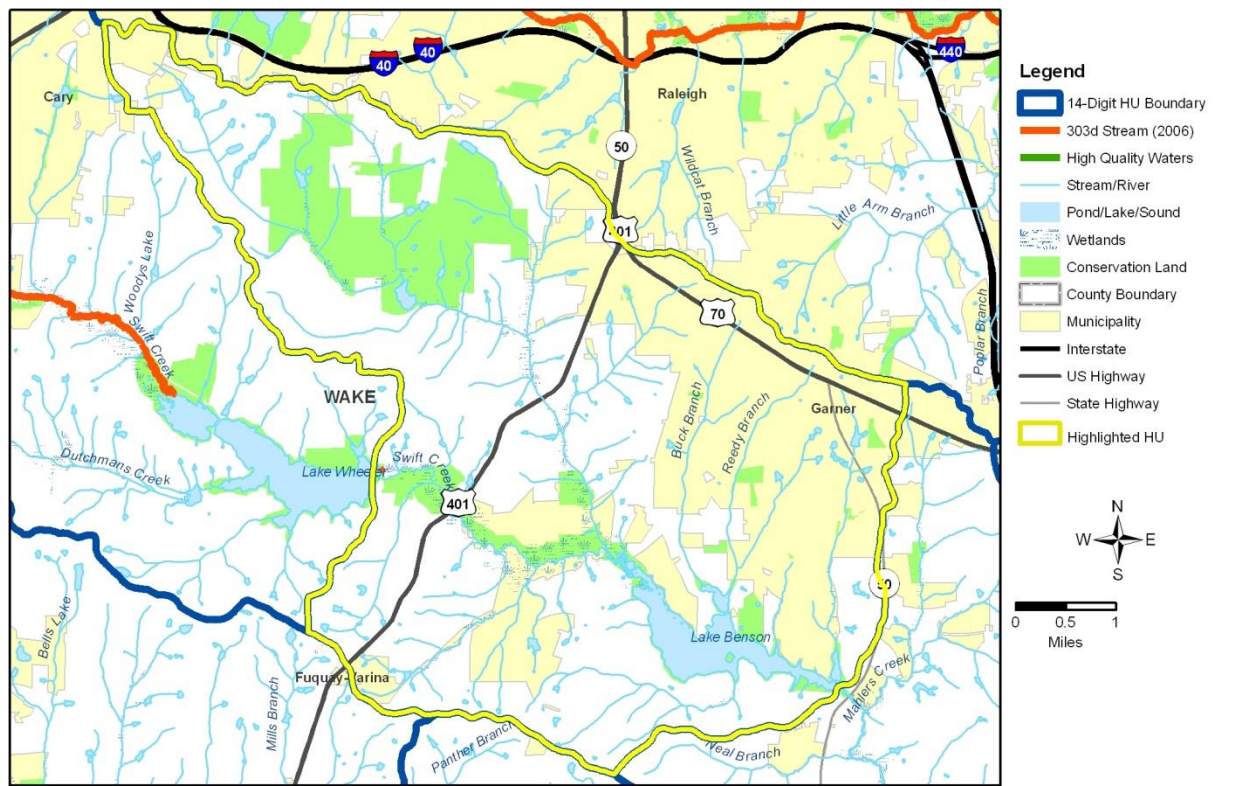 40
40
440
Cary
Raleigh
50
Wildcat Branch
Little Arm Branch
401
Woodys Lake
Swift Creek
70
Poplar Branch
WAKE
Buck Branch
Reedy Branch
Garner
Dutchmans Creek
Lake Wheeler
Swift Creek
401
50
Bells Lake
Lake Benson
Fuquay-Varina
Mahlers Creek
Mills Branch
Panther Branch
Neal Branch
Legend
14-Digit HU Boundary
303d Stream (2006)
High Quality Waters
Stream/River
Pond/Lake/Sound
Wetlands
Conservation Land
County Boundary
Municipality
Interstate
US Highway
State Highway
Highlighted HU
N
W E
S
0 0.5 1
Miles